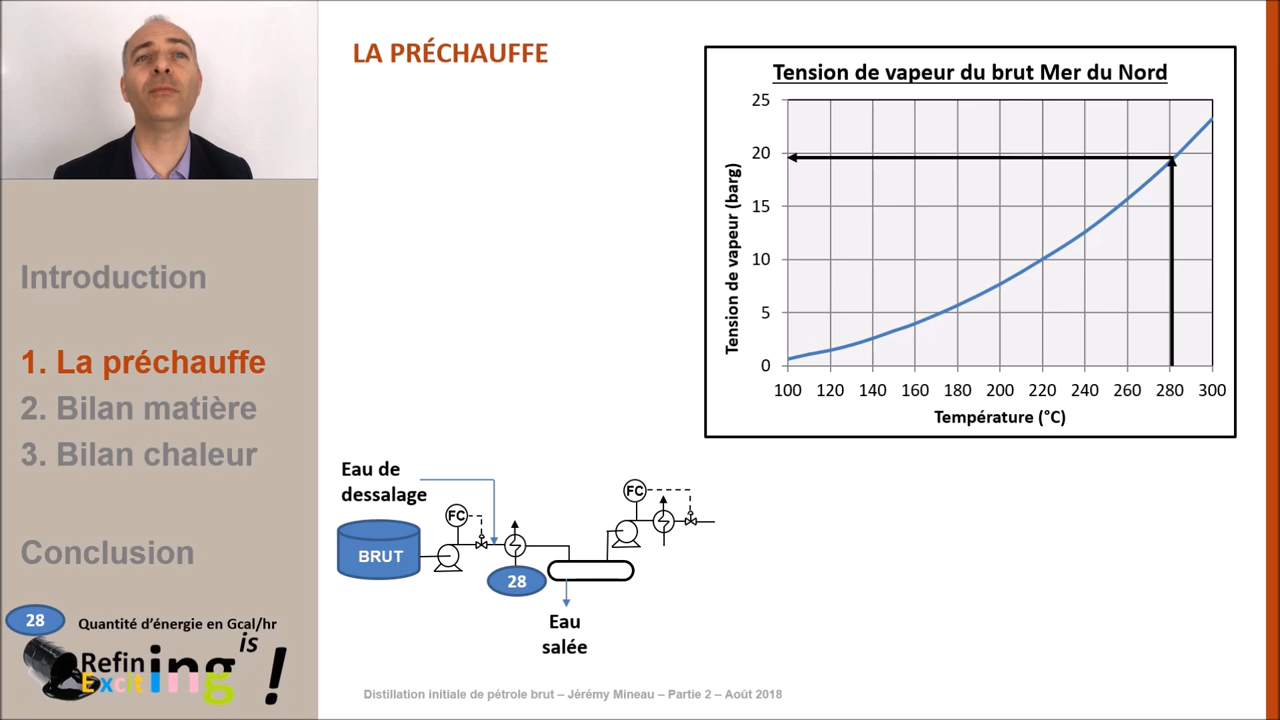 LA PRÉCHAUFFE
Tension de vapeur du brut Mer du Nord
Tension de vapeur (barg)
25
20
15
10
5
0
100 120 140 160 180 200 220 240 260 280 300
Température (°C)
Introduction
1. La préchauffe
2. Bilan matière
3. Bilan chaleur
Conclusion
28 Quantité d'énergie en Gcal/hr
Refining is
Exciting !
Eau de
dessalage
FC
FC
BRUT
28
Eau
salée
Distillation initiale de pétrole brut – Jérémy Mineau – Partie 2 – Août 2018